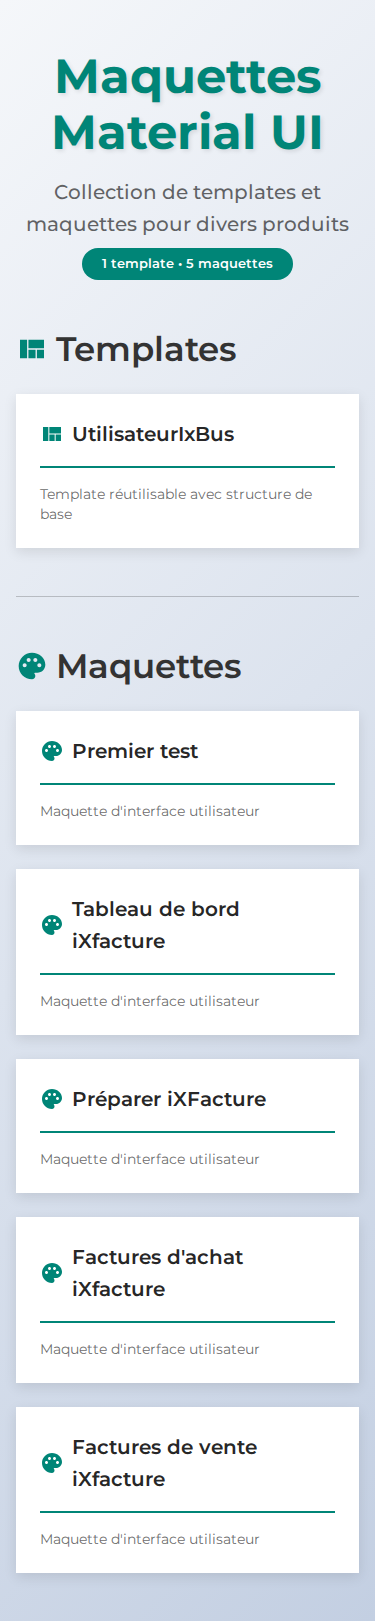 Maquettes
Material UI
Collection de templates et
maquettes pour divers produits
1 template • 5 maquettes
Templates
UtilisateurIxBus
Template réutilisable avec structure de
base
Maquettes
Premier test
Maquette d'interface utilisateur
Tableau de bord
iXfacture
Maquette d'interface utilisateur
Préparer iXFacture
Maquette d'interface utilisateur
Factures d'achat
iXfacture
Maquette d'interface utilisateur
Factures de vente
iXfacture
Maquette d'interface utilisateur